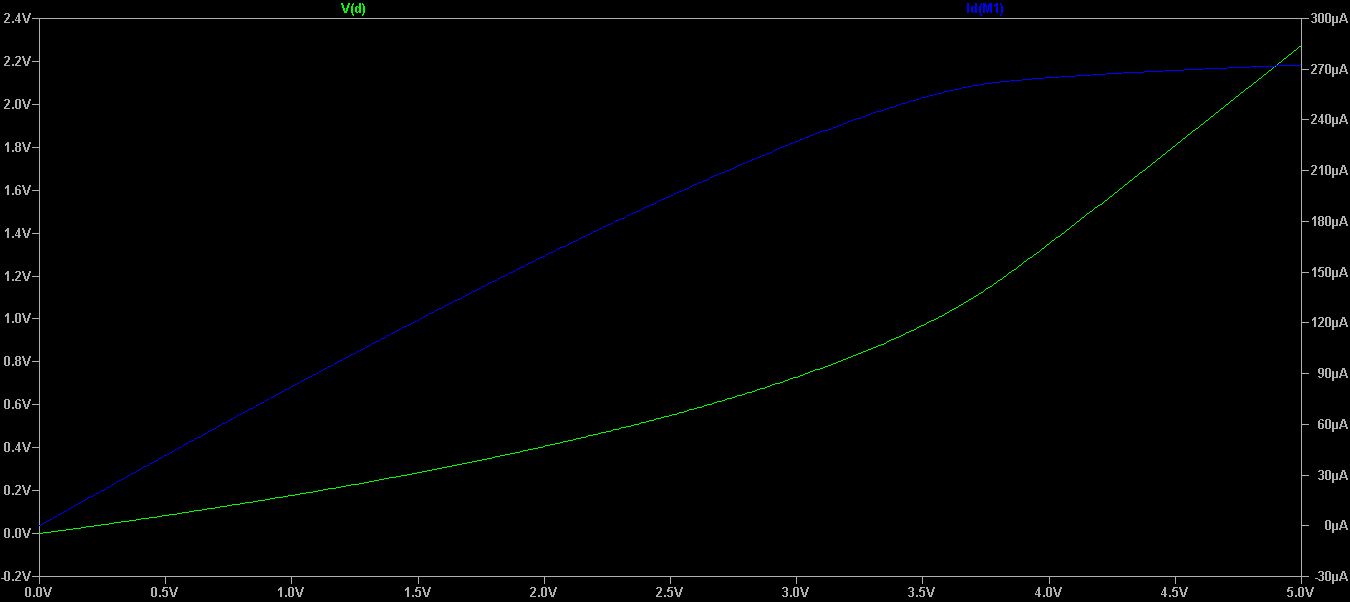 V(d) Id(M1)
2.4V 300µA
2.2V 270µA
2.0V 240µA
1.8V 210µA
1.6V 180µA
1.4V 150µA
1.2V 120µA
1.0V 90µA
0.8V 60µA
0.6V 30µA
0.4V 0µA
0.2V -30µA
0.0V
-0.2V
0.0V 0.5V 1.0V 1.5V 2.0V 2.5V 3.0V 3.5V 4.0V 4.5V 5.0V